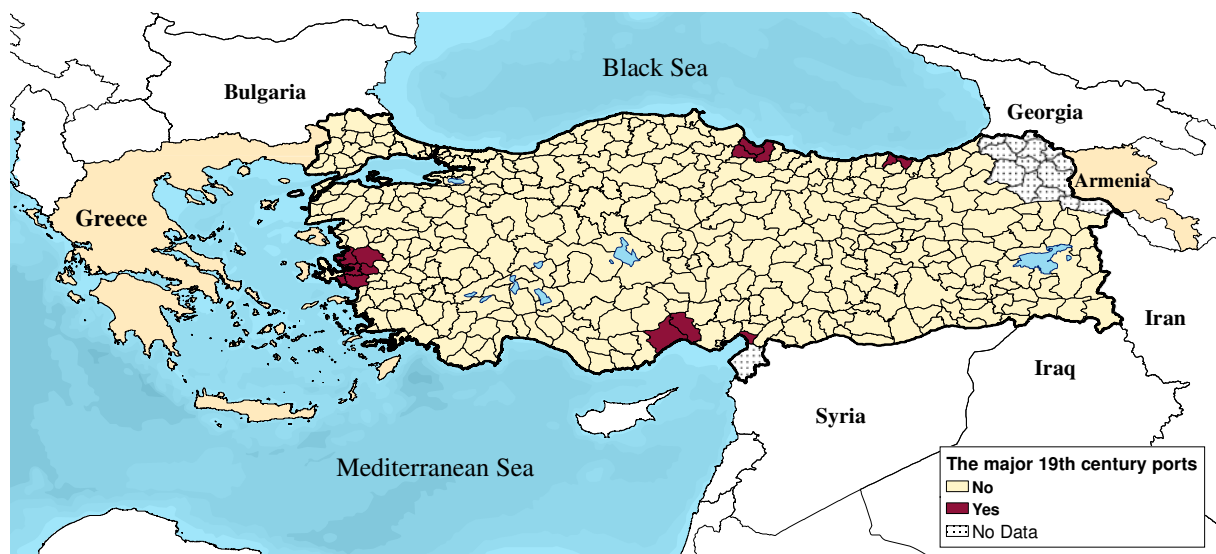 Black Sea
Bulgaria
Georgia
Armenia
Greece
Iran
Iraq
Syria
Mediterranean Sea
The major 19th century ports
No
Yes
No Data